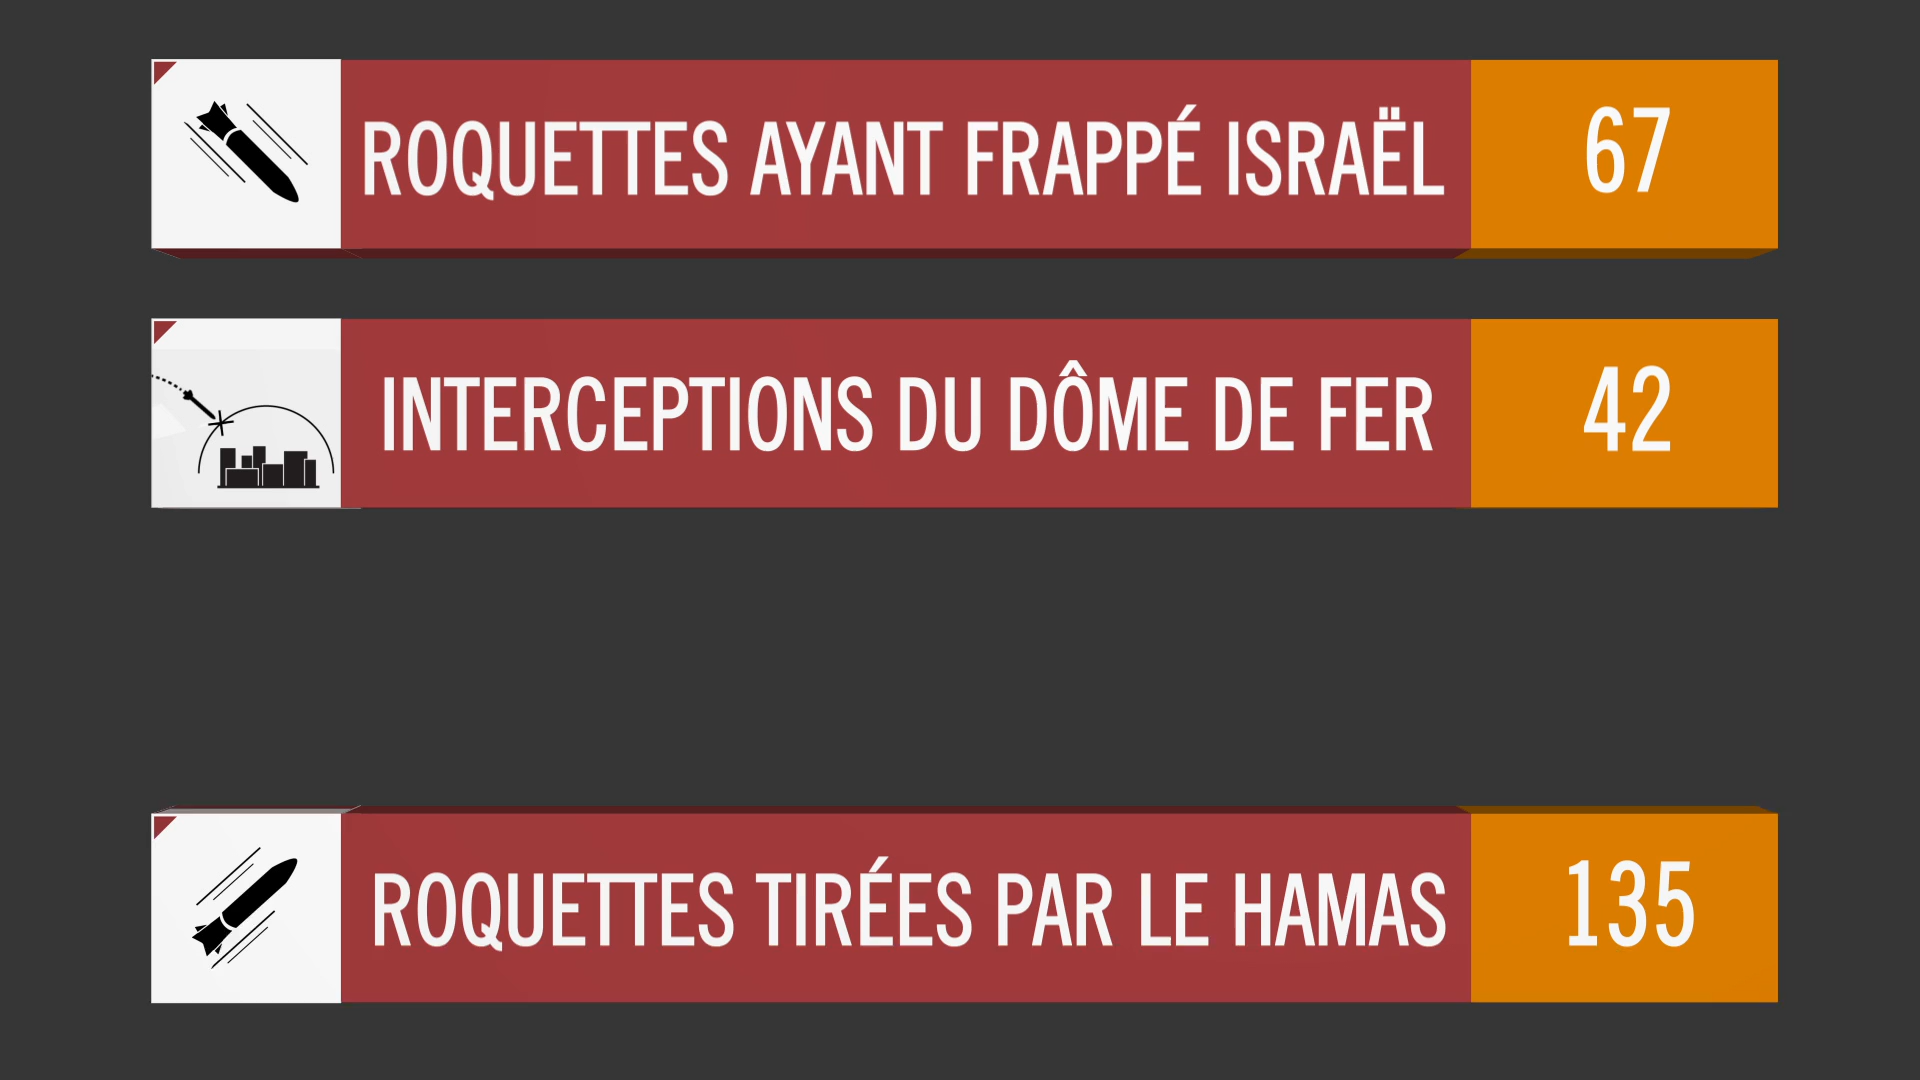 ROQUETTES AYANT FRAPPÉ ISRAËL 67
INTERCEPTIONS DU DÔME DE FER 42
ROQUETTES TIRÉES PAR LE HAMAS 135